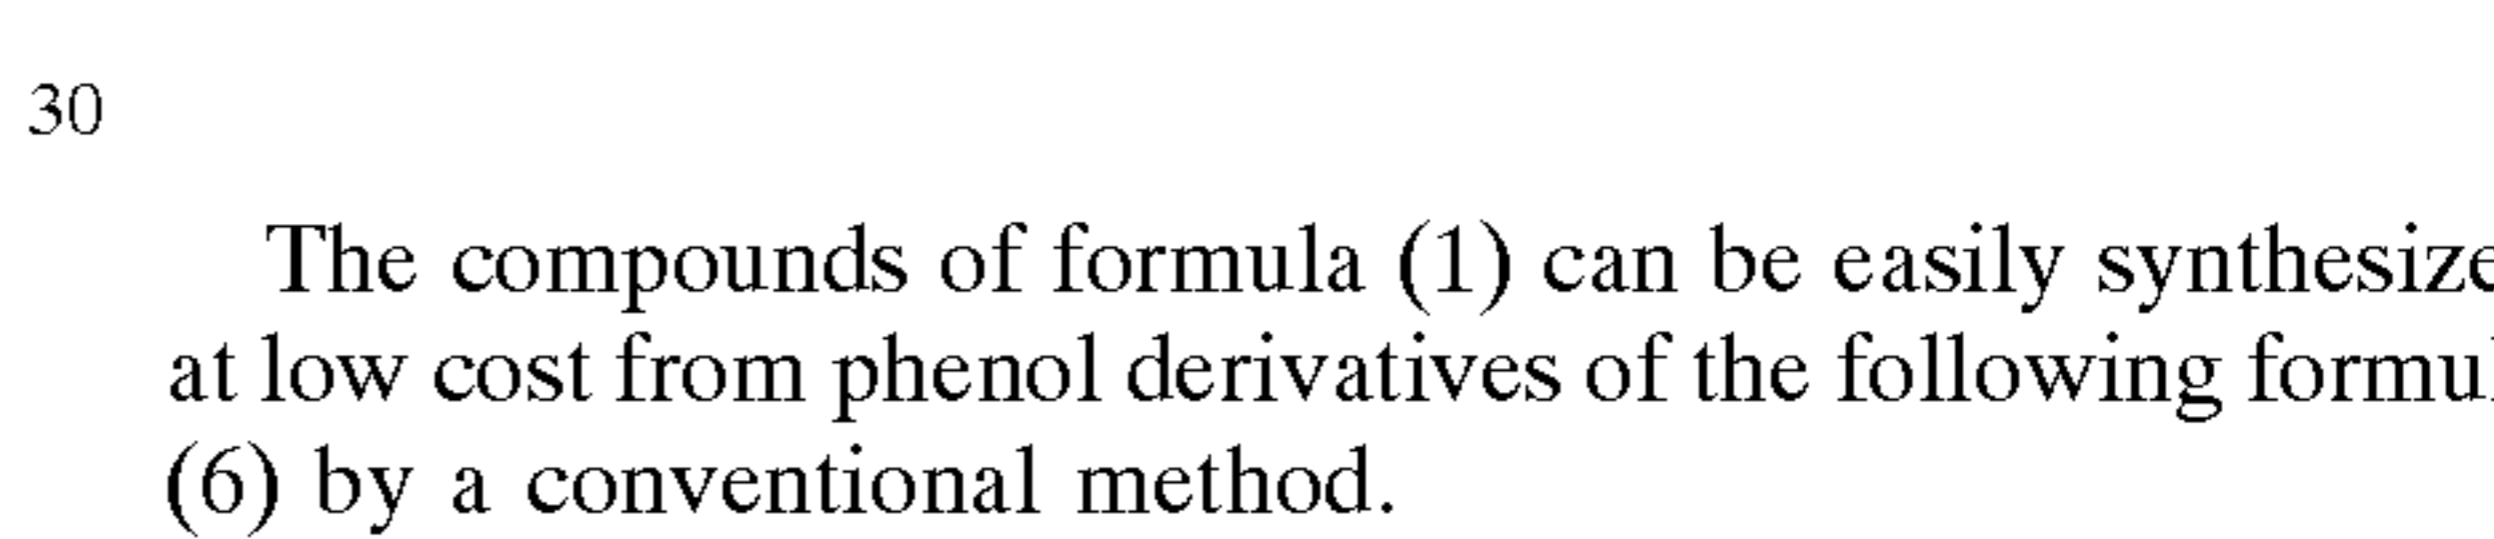 30
The compounds of formula (1) can be easily synthesize
at low cost from phenol derivatives of the following formul
(6) by a conventional method.